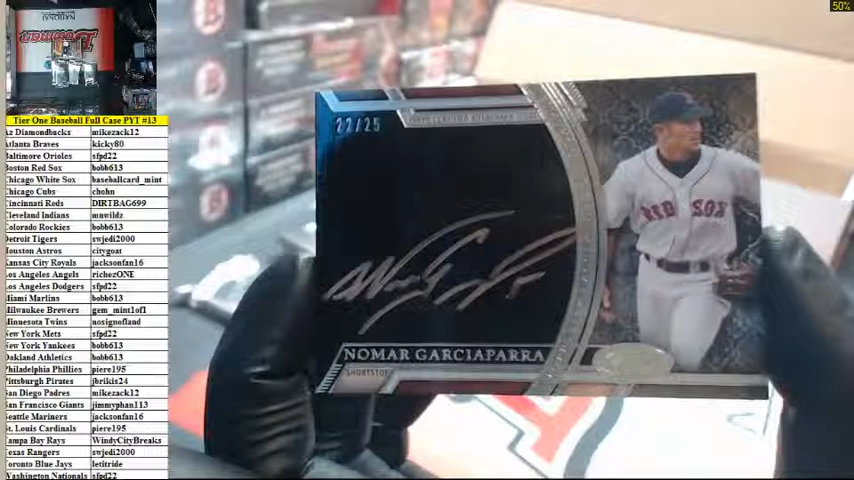 50%
NATIONAL
Bowman
Tier One Baseball Full Case PYT #13
Az Diamondbacks mikezack12
Atlanta Braves kicky80
Baltimore Orioles sfpd22
Boston Red Sox bobb613
Chicago White Sox baseballcard_mint
Chicago Cubs chohn
Cincinnati Reds DIRTBAG699
Cleveland Indians mnwildz
Colorado Rockies bobb613
Detroit Tigers swjedi2000
Houston Astros citygoat
Kansas City Royals jacksonfan16
Los Angeles Angels richezONE
Los Angeles Dodgers sfpd22
Miami Marlins bobb613
Milwaukee Brewers gem_mint1of1
Minnesota Twins nosignofland
New York Mets sfpd22
New York Yankees bobb613
Oakland Athletics bobb613
Philadelphia Phillies piere195
Pittsburgh Pirates jbrikis24
San Diego Padres mikezack12
San Francisco Giants jimmyphan113
Seattle Mariners jacksonfan16
St. Louis Cardinals piere195
Tampa Bay Rays WindyCityBreaks
Texas Rangers swjedi2000
Toronto Blue Jays letitride
Washington Nationals sfpd22
22/25
TOPPS CERTIFIED AUTOGRAPH
RED SOX
5
NOMAR GARCIAPARRA
SHORTSTOP